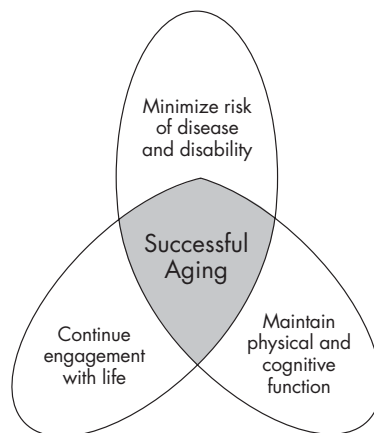 Minimize risk
of disease
and disability
Successful
Aging
Continue
engagement
with life
Maintain
physical and
cognitive
function